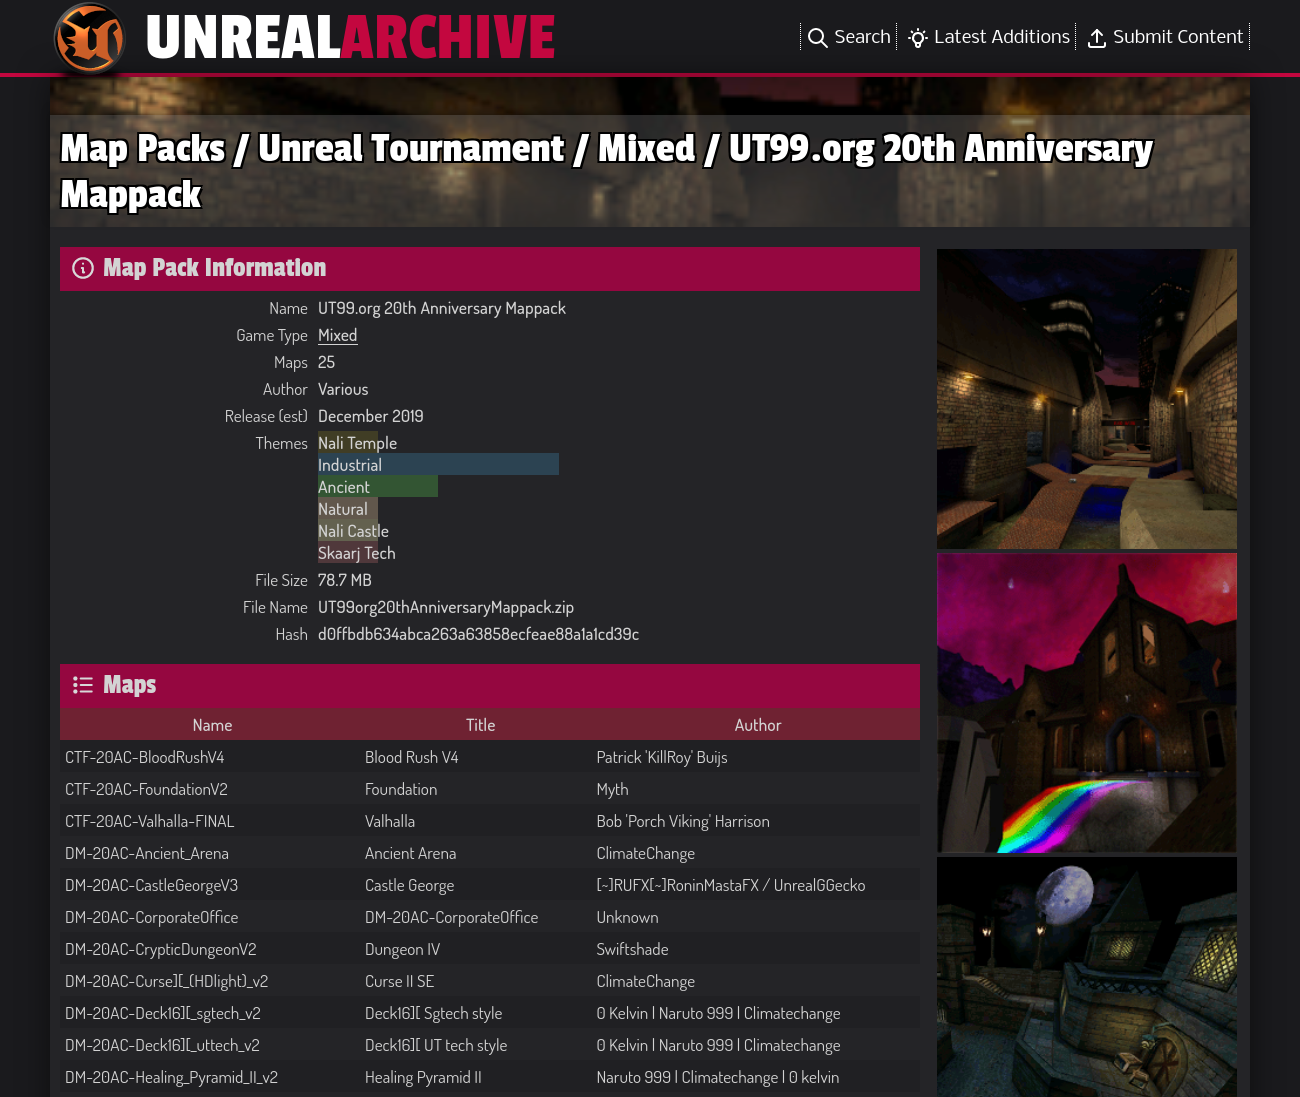 UNREALARCHIVE
Search
Latest Additions
Submit Content
Map Packs / Unreal Tournament / Mixed / UT99.org 20th Anniversary
Mappack
Map Pack Information
Name UT99.org 20th Anniversary Mappack
Game Type Mixed
Maps 25
Author Various
Release (est) December 2019
Themes Nali Temple
Industrial
Ancient
Natural
Nali Castle
Skaarj Tech
File Size 78.7 MB
File Name UT99org20thAnniversaryMappack.zip
Hash d0ffbdb634abca263a63858ecfeae88a1a1cd39c
Maps
Name Title Author
CTF-20AC-BloodRushV4 Blood Rush V4 Patrick 'KillRoy' Buijs
CTF-20AC-FoundationV2 Foundation Myth
CTF-20AC-Valhalla-FINAL Valhalla Bob 'Porch Viking' Harrison
DM-20AC-Ancient_Arena Ancient Arena ClimateChange
DM-20AC-CastleGeorgeV3 Castle George [~]RUFX[~]RoninMastaFX / UnrealGGecko
DM-20AC-CorporateOffice DM-20AC-CorporateOffice Unknown
DM-20AC-CrypticDungeonV2 Dungeon IV Swiftshade
DM-20AC-Curse][_(HDlight)_v2 Curse II SE ClimateChange
DM-20AC-Deck16][_sgtech_v2 Deck16][ Sgtech style 0 Kelvin | Naruto 999 | Climatechange
DM-20AC-Deck16][_uttech_v2 Deck16][ UT tech style 0 Kelvin | Naruto 999 | Climatechange
DM-20AC-Healing_Pyramid_II_v2 Healing Pyramid II Naruto 999 | Climatechange | 0 kelvin